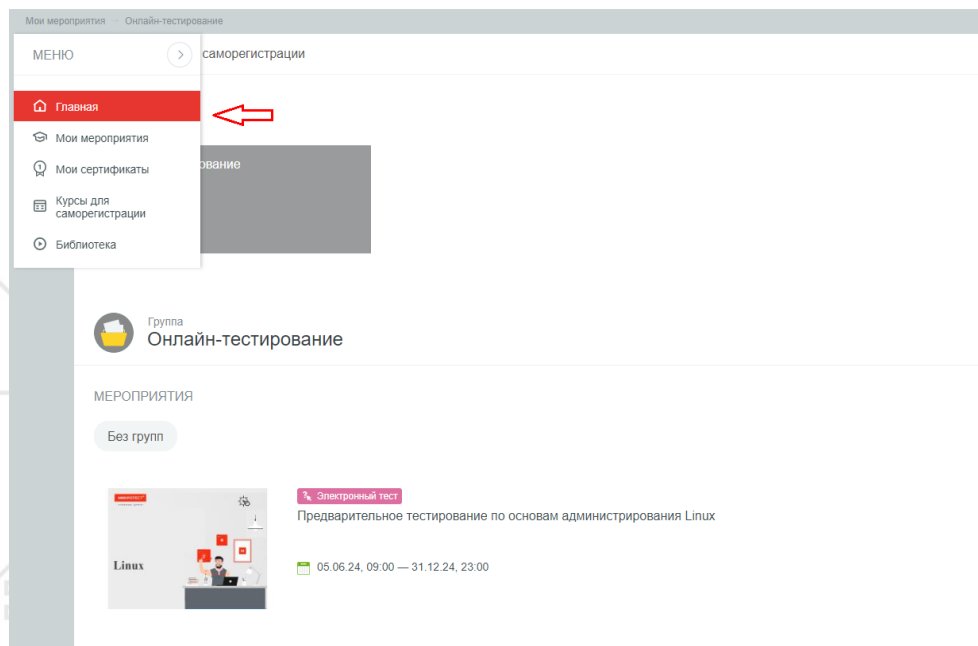 Мои мероприятия → Онлайн-тестирование
МЕНЮ
саморегистрации
Главная
Мои мероприятия
Мои сертификаты
Курсы для
саморегистрации
Библиотека
ование
Группа
Онлайн-тестирование
МЕРОПРИЯТИЯ
Без групп
Электронный тест
Предварительное тестирование по основам администрирования Linux
Linux
05.06.24, 09:00 — 31.12.24, 23:00